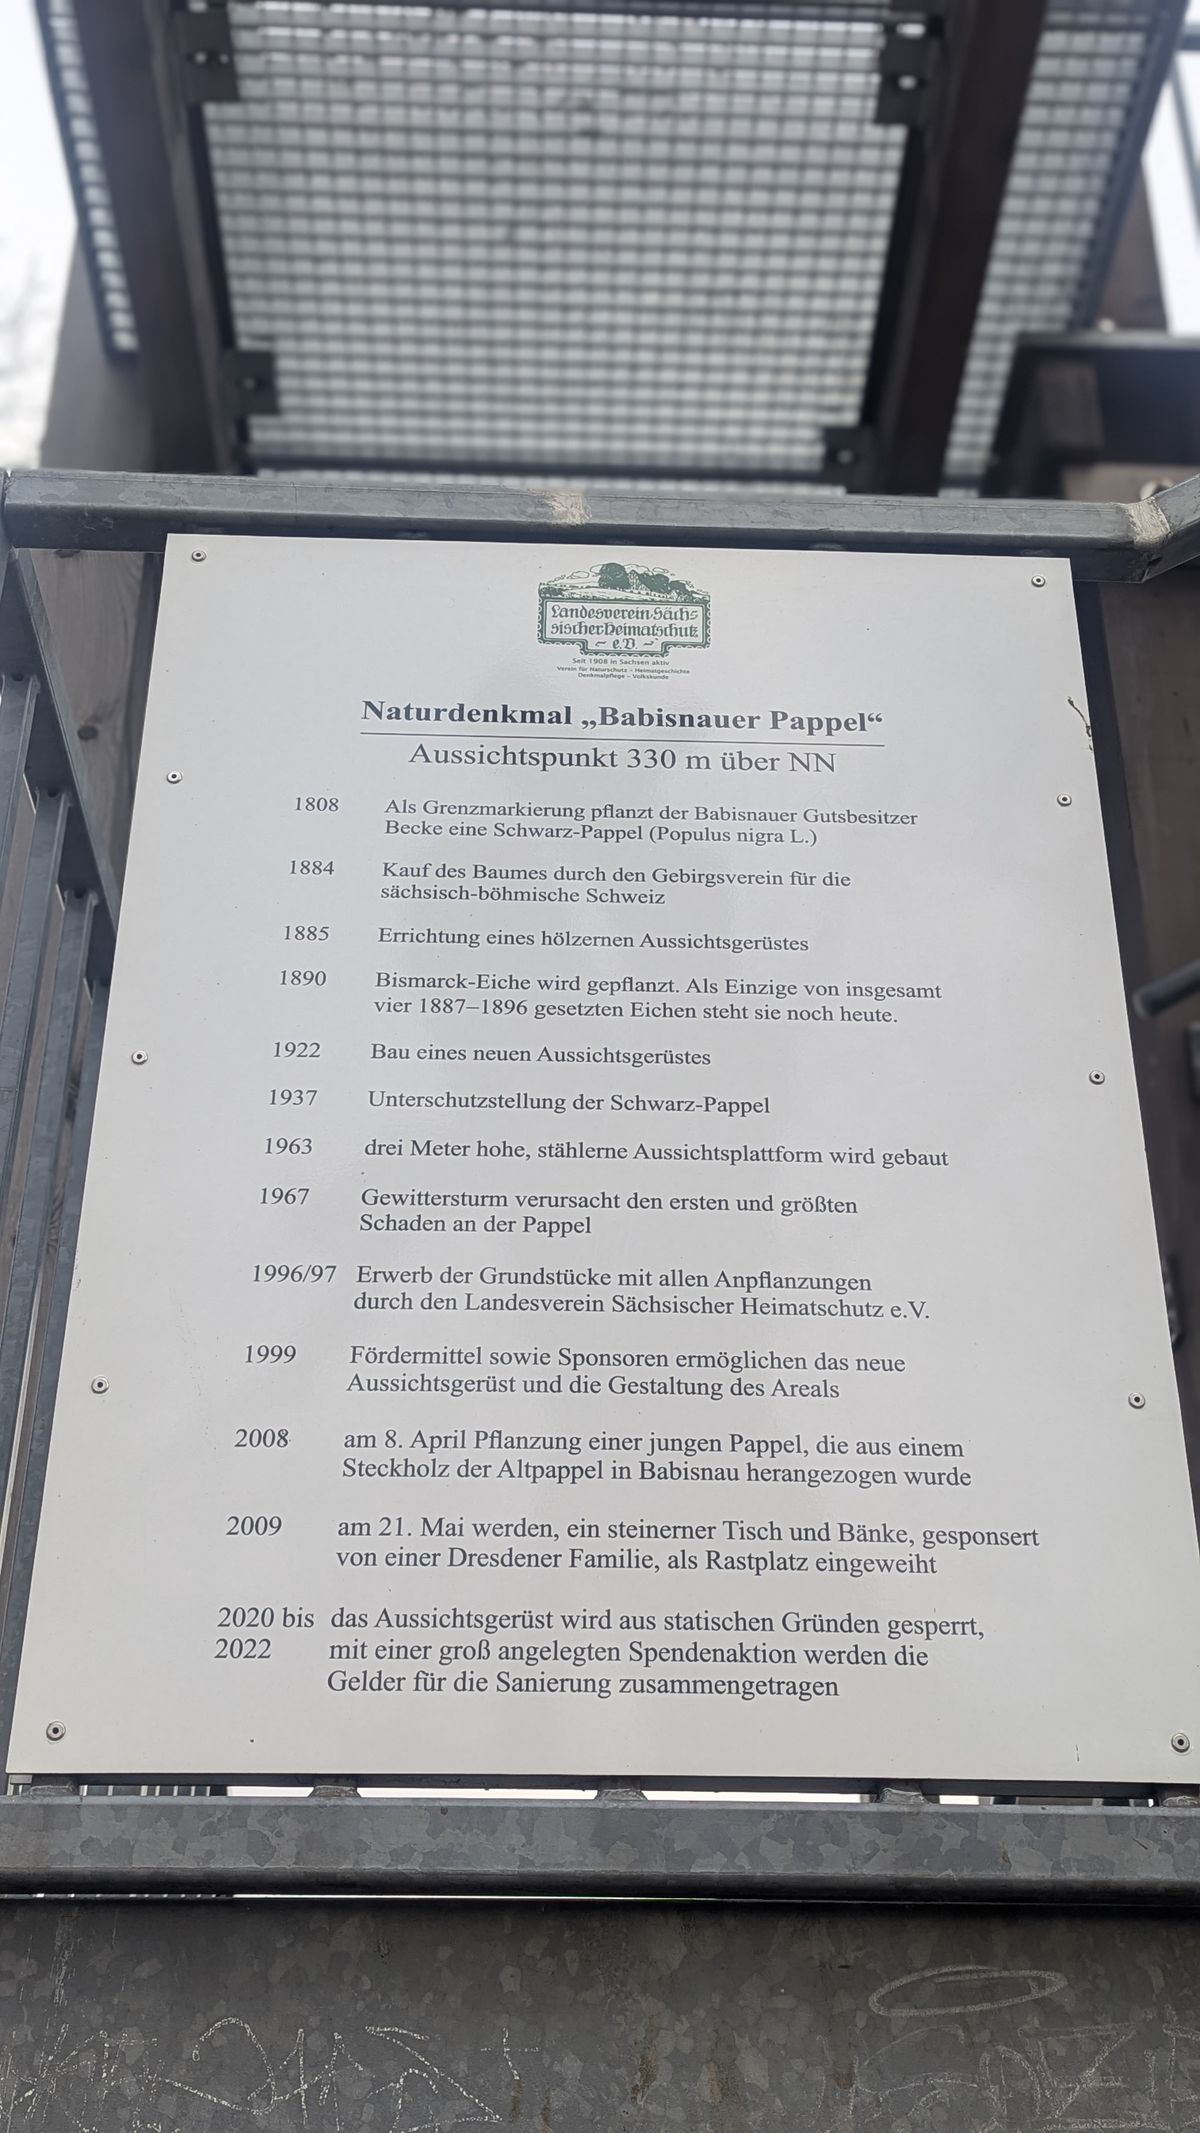 Landesverein Sächs
sischer Heimatschutz
~ e.V. ~
Seit 1908 in Sachsen aktiv
Verein für Naturschutz – Heimatgeschichte
Denkmalpflege – Volkskunde
Naturdenkmal „Babisnauer Pappel“
Aussichtspunkt 330 m über NN
1808 Als Grenzmarkierung pflanzt der Babisnauer Gutsbesitzer
Becke eine Schwarz-Pappel (Populus nigra L.)
1884 Kauf des Baumes durch den Gebirgsverein für die
sächsisch-böhmische Schweiz
1885 Errichtung eines hölzernen Aussichtsgerüstes
1890 Bismarck-Eiche wird gepflanzt. Als Einzige von insgesamt
vier 1887–1896 gesetzten Eichen steht sie noch heute.
1922 Bau eines neuen Aussichtsgerüstes
1937 Unterschutzstellung der Schwarz-Pappel
1963 drei Meter hohe, stählerne Aussichtsplattform wird gebaut
1967 Gewittersturm verursacht den ersten und größten
Schaden an der Pappel
1996/97 Erwerb der Grundstücke mit allen Anpflanzungen
durch den Landesverein Sächsischer Heimatschutz e.V.
1999 Fördermittel sowie Sponsoren ermöglichen das neue
Aussichtsgerüst und die Gestaltung des Areals
2008 am 8. April Pflanzung einer jungen Pappel, die aus einem
Steckholz der Altpappel in Babisnau herangezogen wurde
2009 am 21. Mai werden, ein steinerner Tisch und Bänke, gesponsert
von einer Dresdener Familie, als Rastplatz eingeweiht
2020 bis das Aussichtsgerüst wird aus statischen Gründen gesperrt,
2022 mit einer groß angelegten Spendenaktion werden die
Gelder für die Sanierung zusammengetragen